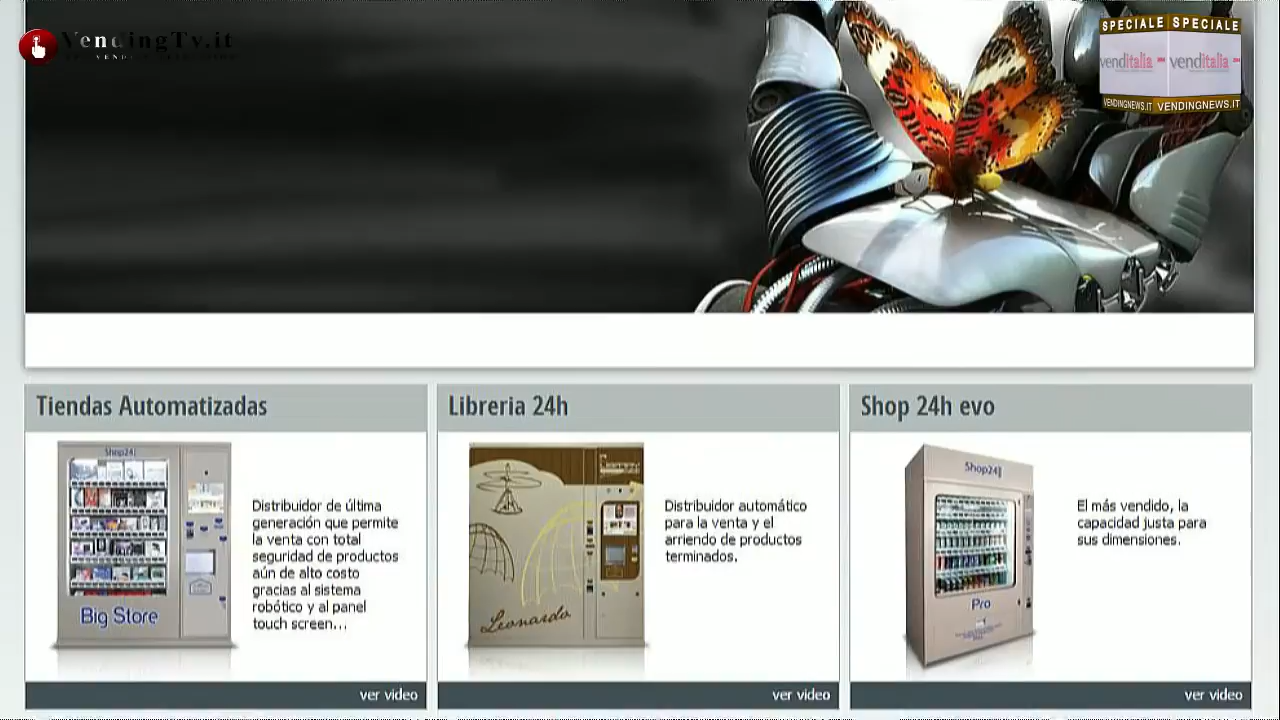 VendingTv.it
SPECIALE SPECIALE
venditalia venditalia
VENDINGNEWS.IT VENDINGNEWS.IT
Tiendas Automatizadas
Libreria 24h
Shop 24h evo
Shop24
Big Store
Distribuidor de última
generación que permite
la venta con total
seguridad de productos
aún de alto costo
gracias al sistema
robótico y al panel
touch screen...
Leonardo
Distribuidor automático
para la venta y el
arriendo de productos
terminados.
Shop24
Pro
El más vendido, la
capacidad justa para
sus dimensiones.
ver video
ver video
ver video